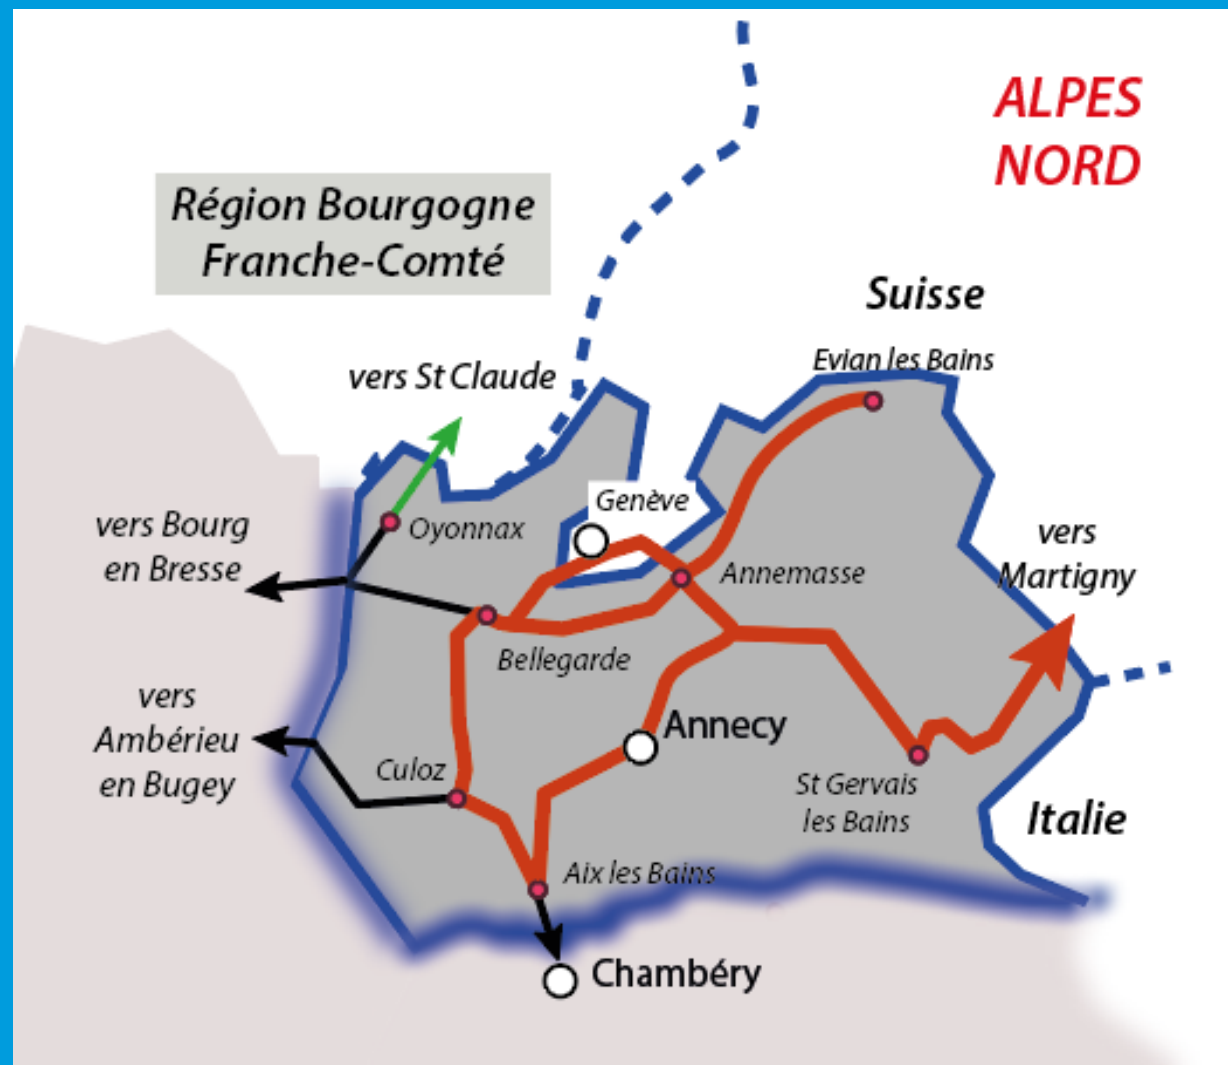 ALPES
NORD
Région Bourgogne
Franche-Comté
Suisse
Evian les Bains
vers St Claude
Genève
vers Bourg
en Bresse
Oyonnax
vers
Martigny
Annemasse
Bellegarde
vers
Ambérieu
en Bugey
Annecy
Culoz
St Gervais
les Bains
Italie
Aix les Bains
Chambéry